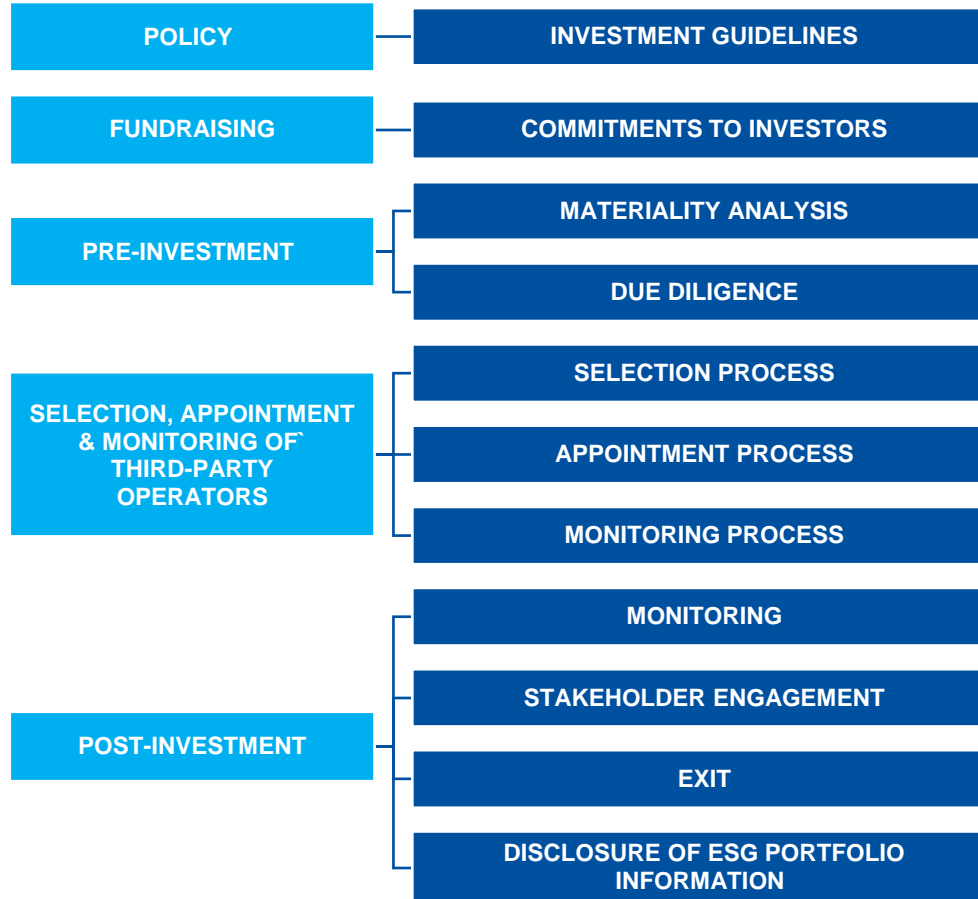 POLICY
INVESTMENT GUIDELINES
FUNDRAISING
COMMITMENTS TO INVESTORS
PRE-INVESTMENT
MATERIALITY ANALYSIS
DUE DILIGENCE
SELECTION, APPOINTMENT
& MONITORING OF`
THIRD-PARTY
OPERATORS
SELECTION PROCESS
APPOINTMENT PROCESS
MONITORING PROCESS
POST-INVESTMENT
MONITORING
STAKEHOLDER ENGAGEMENT
EXIT
DISCLOSURE OF ESG PORTFOLIO
INFORMATION